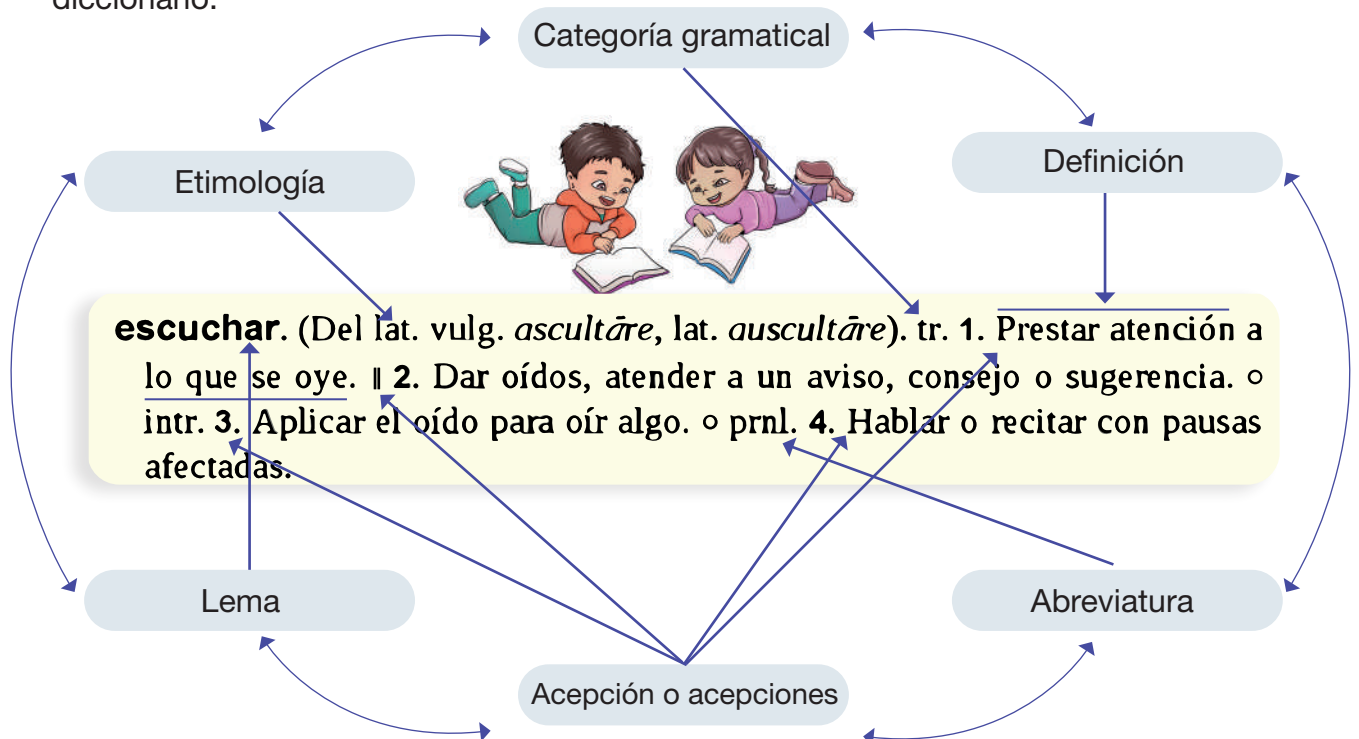 diccionario.
Categoría gramatical
Etimología
Definición
escuchar. (Del lat. vulg. ascultāre, lat. auscultāre). tr. 1. Prestar atención a
lo que se oye. ‖ 2. Dar oídos, atender a un aviso, consejo o sugerencia. ○
intr. 3. Aplicar el oído para oír algo. ○ prnl. 4. Hablar o recitar con pausas
afectadas.
Lema
Abreviatura
Acepción o acepciones